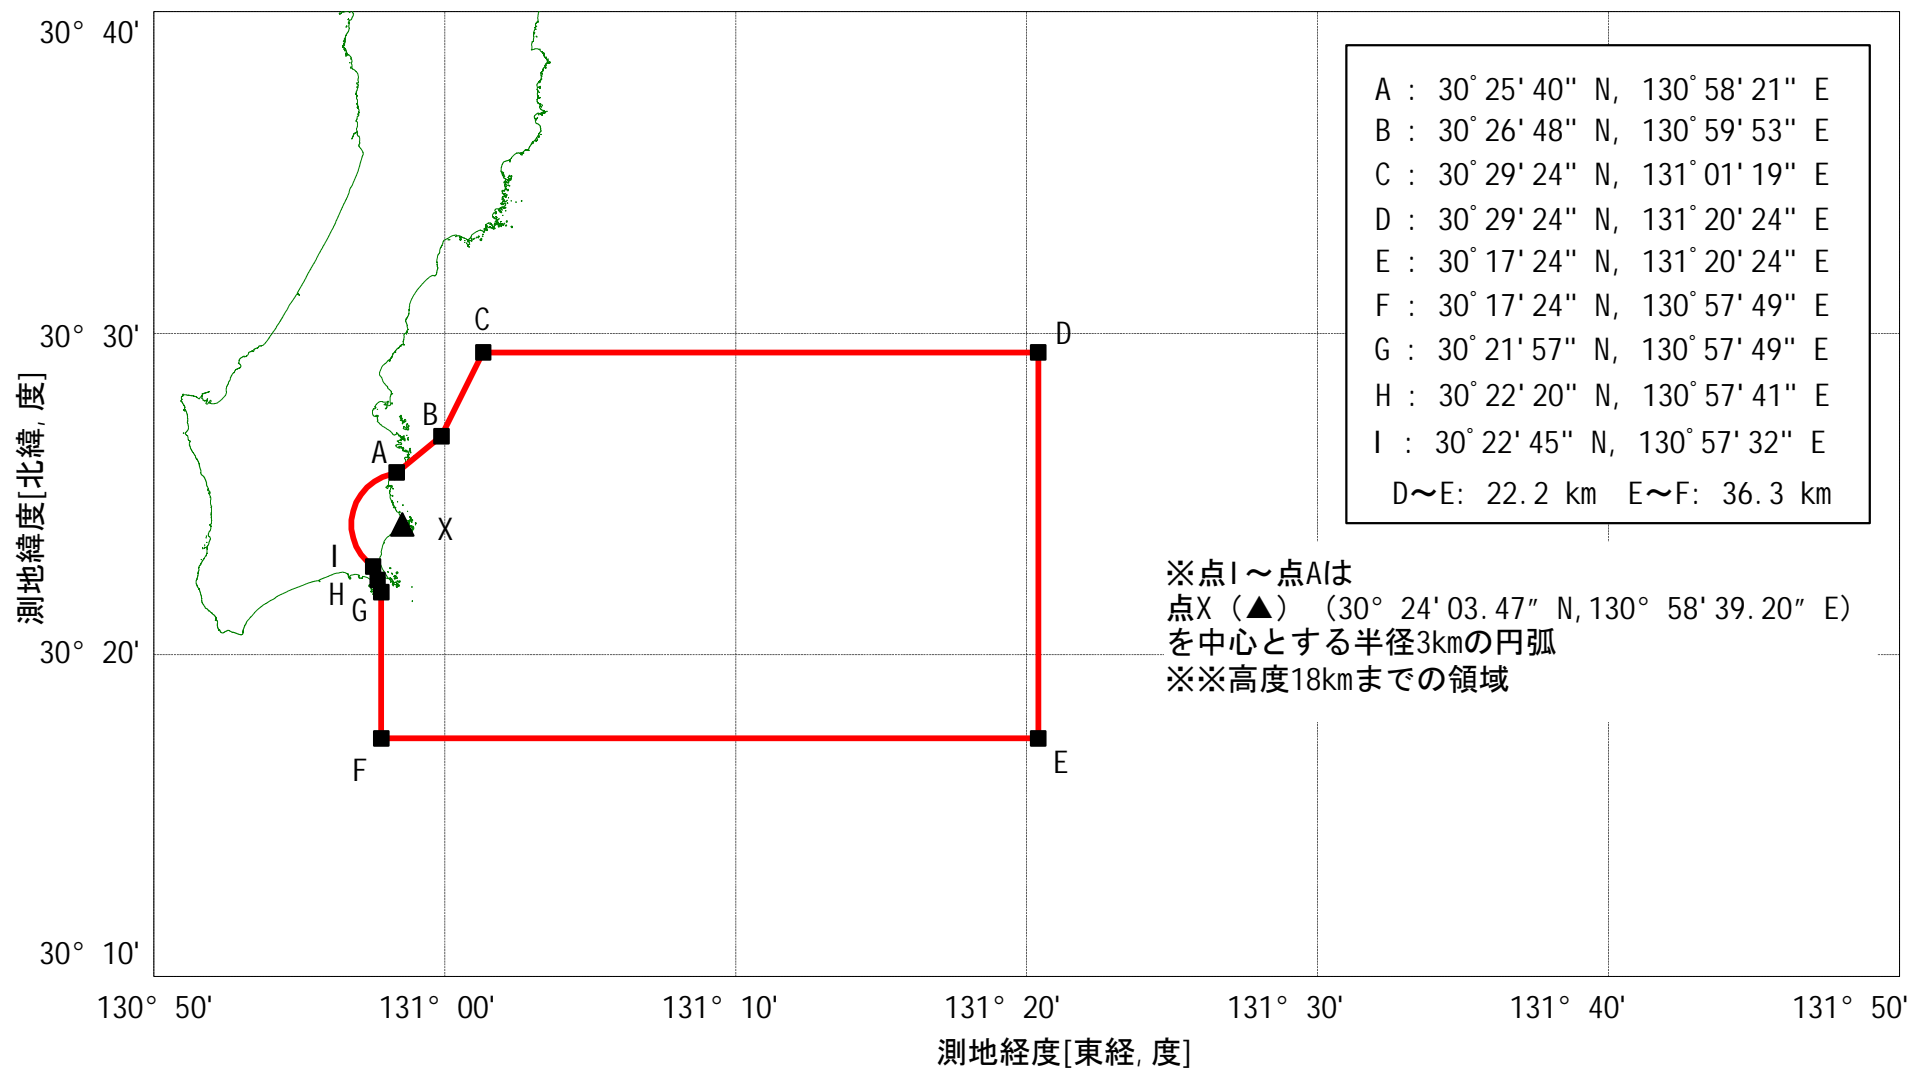 30° 40'
30° 30'
30° 20'
30° 10'
測地緯度[北緯,度]
130° 50'
131° 00'
131° 10'
131° 20'
131° 30'
131° 40'
131° 50'
測地経度[東経,度]
A
B
C
D
E
F
G
H
I
X
A : 30°25'40" N, 130°58'21" E
B : 30°26'48" N, 130°59'53" E
C : 30°29'24" N, 131°01'19" E
D : 30°29'24" N, 131°20'24" E
E : 30°17'24" N, 131°20'24" E
F : 30°17'24" N, 130°57'49" E
G : 30°21'57" N, 130°57'49" E
H : 30°22'20" N, 130°57'41" E
I : 30°22'45" N, 130°57'32" E
D～E: 22.2 km E～F: 36.3 km
※点I～点Aは
点X（▲）（30° 24'03.47″ N,130° 58'39.20″ E）
を中心とする半径3kmの円弧
※※高度18kmまでの領域